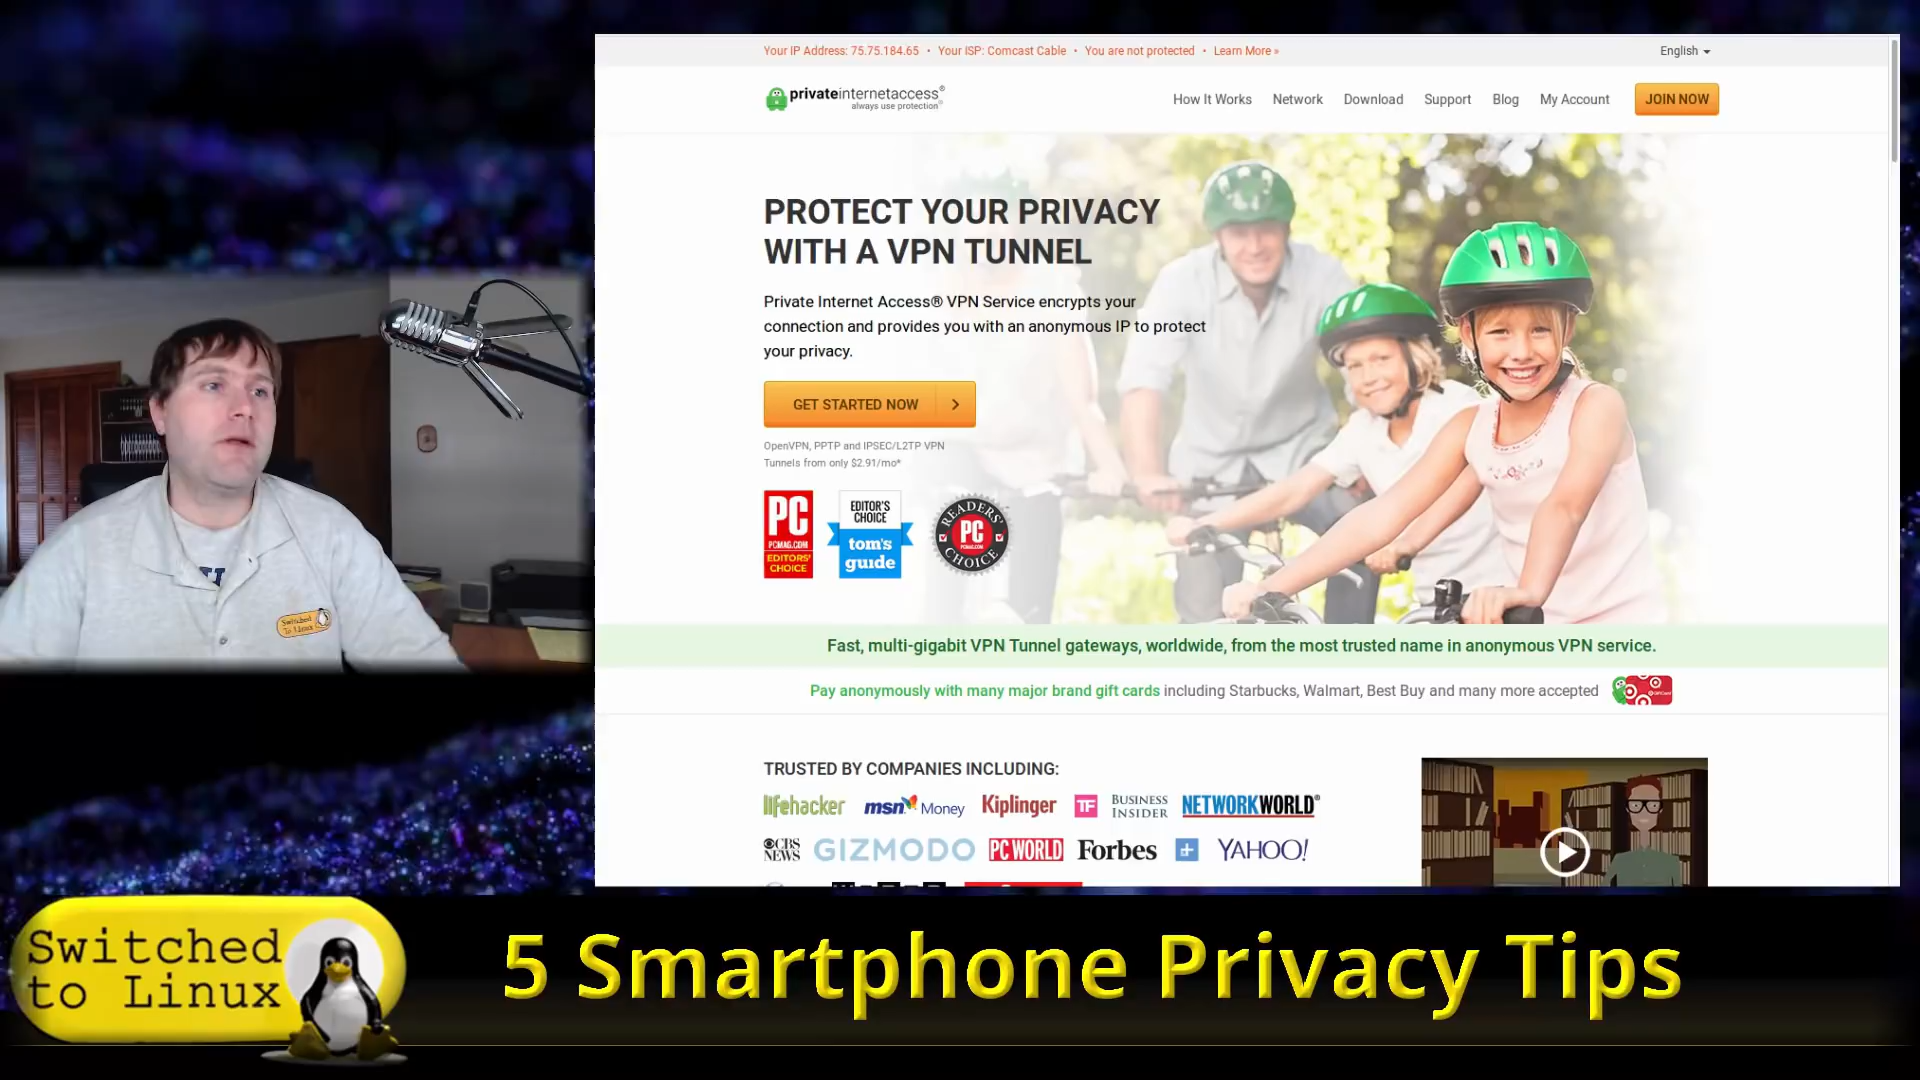 Your IP Address: 75.75.184.65 • Your ISP: Comcast Cable • You are not protected • Learn More »
English
privateinternetaccess®
always use protection®
How It Works Network Download Support Blog My Account JOIN NOW
PROTECT YOUR PRIVACY
WITH A VPN TUNNEL
Private Internet Access® VPN Service encrypts your
connection and provides you with an anonymous IP to protect
your privacy.
GET STARTED NOW
OpenVPN, PPTP and IPSEC/L2TP VPN
Tunnels from only $2.91/mo*
PC
PCMAG.COM
EDITORS'
CHOICE
EDITOR'S
CHOICE
tom's
guide
READERS'
PC
PCMAG.COM
CHOICE
Switched
To Linux
Fast, multi-gigabit VPN Tunnel gateways, worldwide, from the most trusted name in anonymous VPN service.
Pay anonymously with many major brand gift cards including Starbucks, Walmart, Best Buy and many more accepted
TRUSTED BY COMPANIES INCLUDING:
lifehacker msn Money Kiplinger TF BUSINESS INSIDER NETWORKWORLD
CBS NEWS GIZMODO PCWORLD Forbes YAHOO!
Switched
to Linux
5 Smartphone Privacy Tips